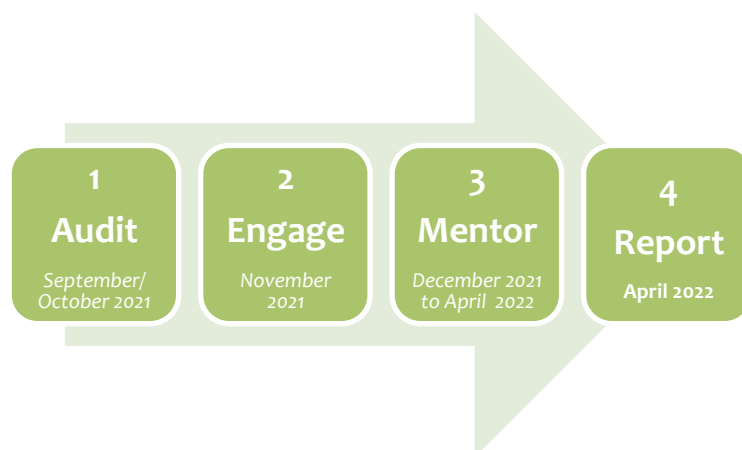 1
Audit
September/
October 2021
2
Engage
November
2021
3
Mentor
December 2021
to April 2022
4
Report
April 2022